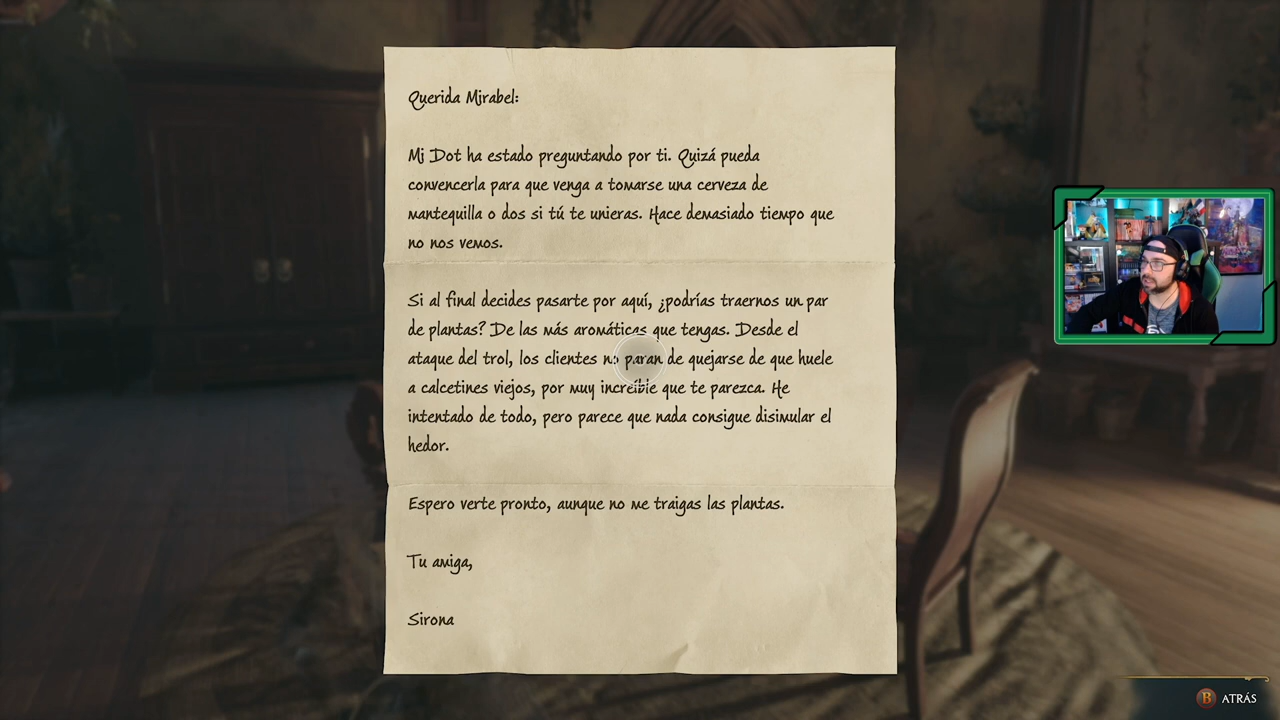 Querida Mirabel:
Mi Dot ha estado preguntando por ti. Quizá pueda
convencerla para que venga a tomarse una cerveza de
mantequilla o dos si tú te unieras. Hace demasiado tiempo que
no nos vemos.
Si al final decides pasarte por aquí, ¿podrías traernos un par
de plantas? De las más aromáticas que tengas. Desde el
ataque del trol, los clientes no paran de quejarse de que huele
a calcetines viejos, por muy increíble que te parezca. He
intentado de todo, pero parece que nada consigue disimular el
hedor.
Espero verte pronto, aunque no me traigas las plantas.
Tu amiga,
Sirona
B ATRÁS